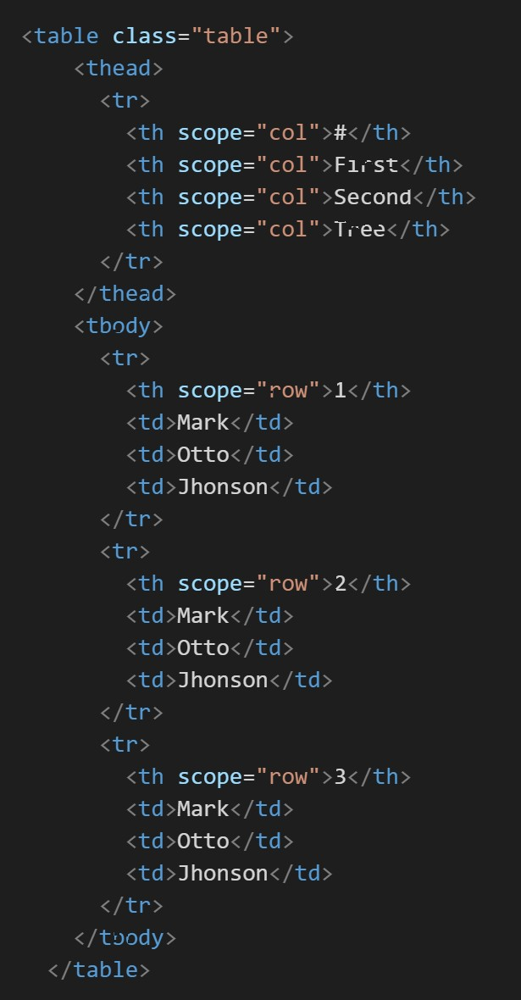 <table class="table">
<thead>
<tr>
<th scope="col">#</th>
<th scope="col">First</th>
<th scope="col">Second</th>
<th scope="col">Tree</th>
</tr>
</thead>
<tbody>
<tr>
<th scope="row">1</th>
<td>Mark</td>
<td>Otto</td>
<td>Jhonson</td>
</tr>
<tr>
<th scope="row">2</th>
<td>Mark</td>
<td>Otto</td>
<td>Jhonson</td>
</tr>
<tr>
<th scope="row">3</th>
<td>Mark</td>
<td>Otto</td>
<td>Jhonson</td>
</tr>
</tbody>
</table>